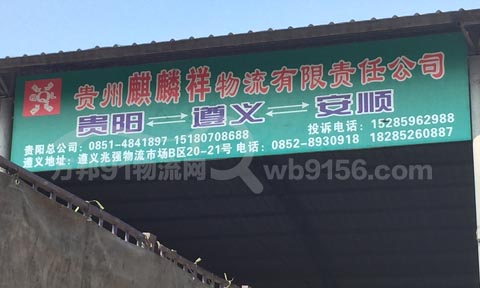 贵州麒麟祥物流有限责任公司
贵阳⟷遵义⟷安顺
贵阳总公司：0851-4841897 15180708688 投诉电话：15285962988
遵义地址：遵义兆强物流市场B区20-21号 电话：0852-8930918 18285260887
万邦91物流网 wb9156.com